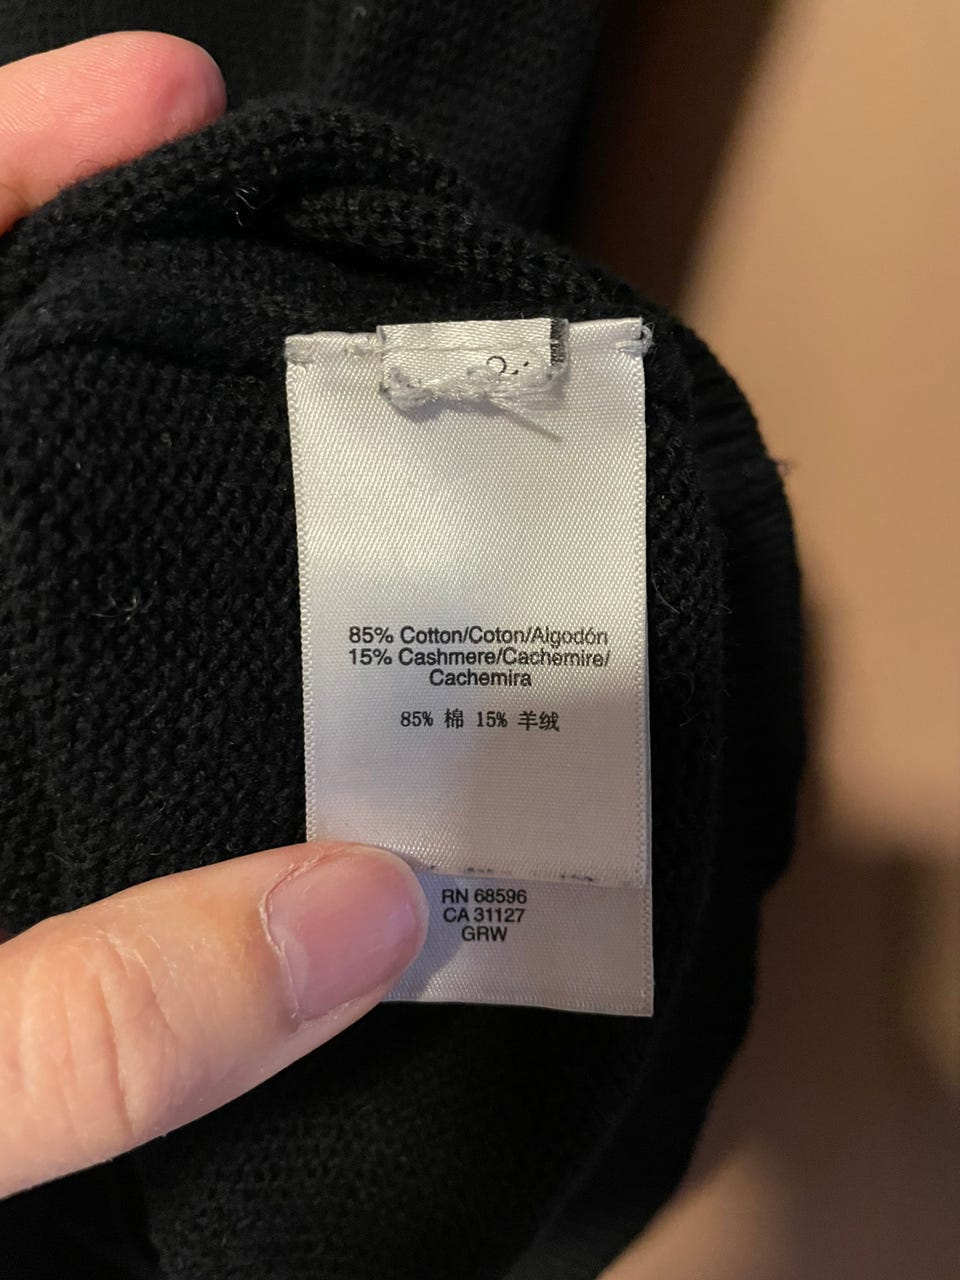 85% Cotton/Coton/Algodón
15% Cashmere/Cachemire/
Cachemira
85% 棉 15% 羊绒
RN 68596
CA 31127
GRW